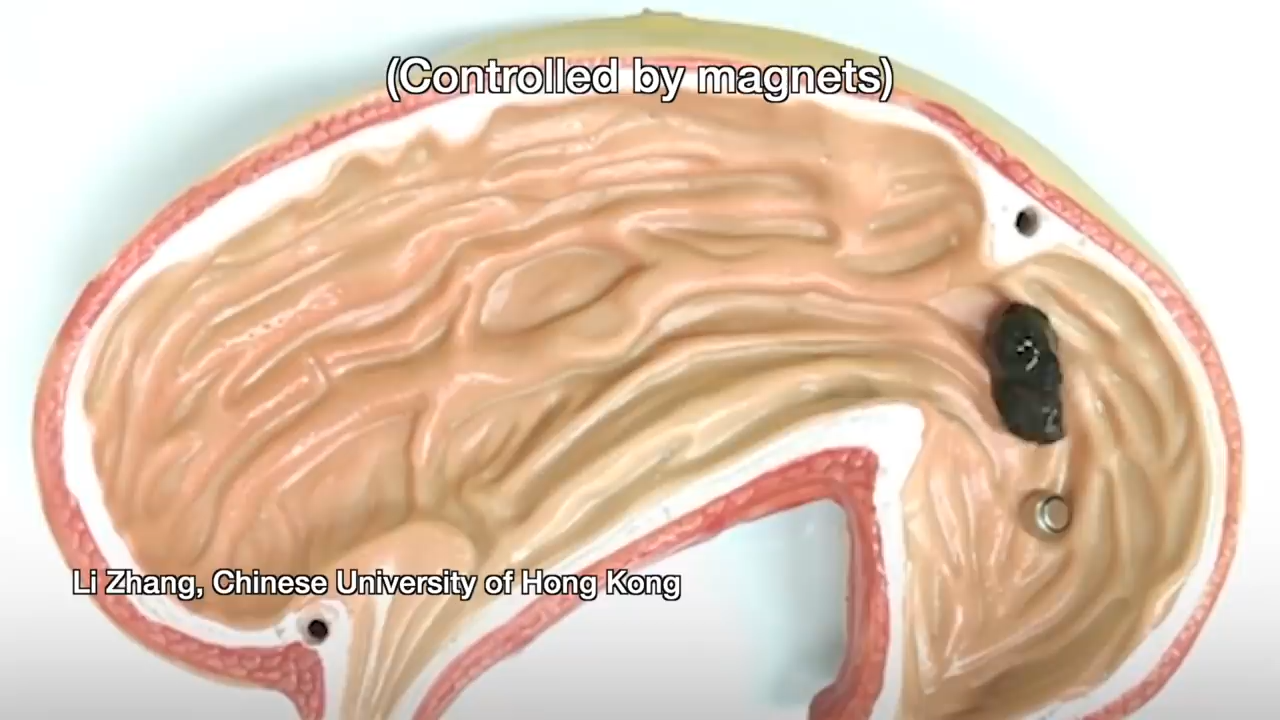 (Controlled by magnets)
Li Zhang, Chinese University of Hong Kong